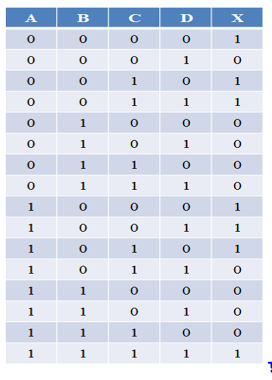 A B C D X
0 0 0 0 1
0 0 0 1 0
0 0 1 0 1
0 0 1 1 1
0 1 0 0 0
0 1 0 1 0
0 1 1 0 0
0 1 1 1 0
1 0 0 0 1
1 0 0 1 1
1 0 1 0 1
1 0 1 1 0
1 1 0 0 0
1 1 0 1 0
1 1 1 0 0
1 1 1 1 1